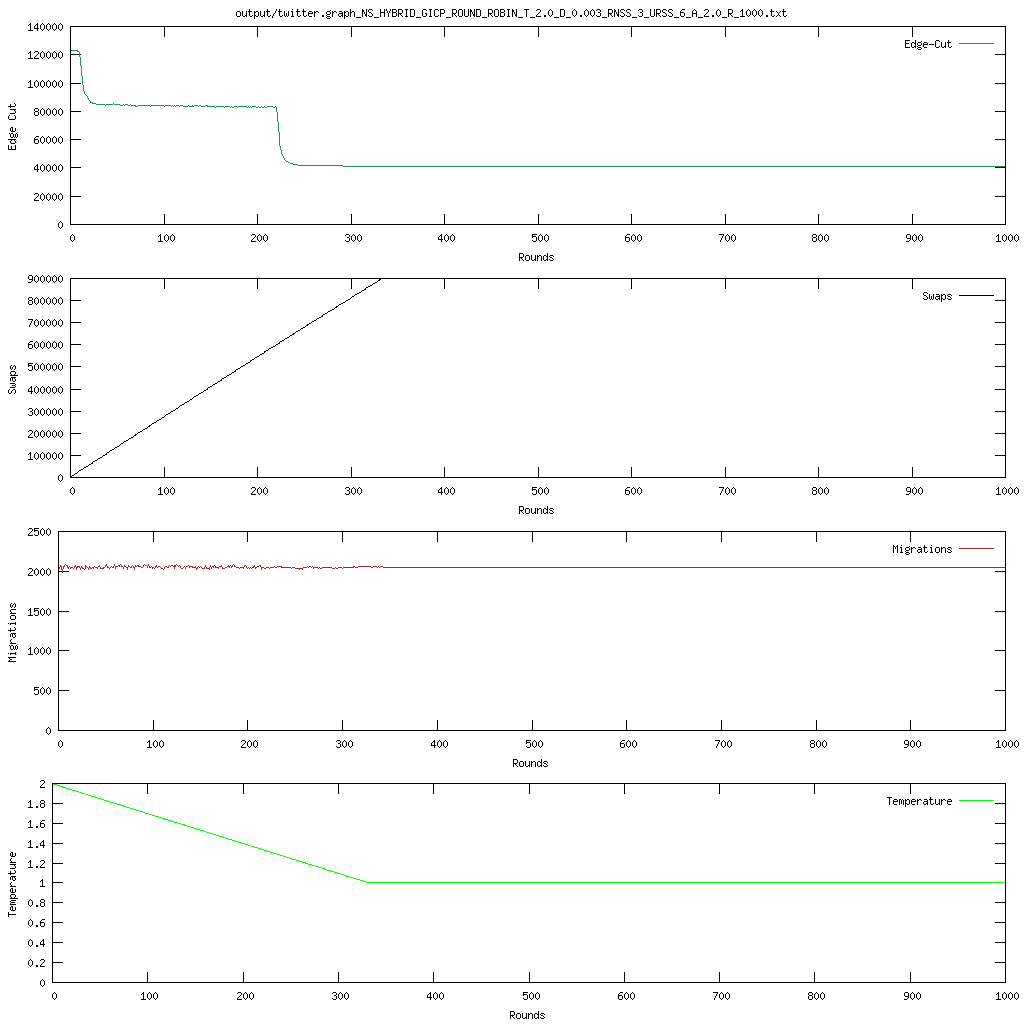 output/twitter.graph_NS_HYBRID_GICP_ROUND_ROBIN_T_2.0_D_0.003_RNSS_3_URSS_6_A_2.0_R_1000.txt
140000
120000
100000
80000
60000
40000
20000
0
Edge Cut
Edge-Cut
0 100 200 300 400 500 600 700 800 900 1000
Rounds
900000
800000
700000
600000
500000
400000
300000
200000
100000
0
Swaps
Swaps
0 100 200 300 400 500 600 700 800 900 1000
Rounds
2500
2000
1500
1000
500
0
Migrations
Migrations
0 100 200 300 400 500 600 700 800 900 1000
Rounds
2
1.8
1.6
1.4
1.2
1
0.8
0.6
0.4
0.2
0
Temperature
Temperature
0 100 200 300 400 500 600 700 800 900 1000
Rounds